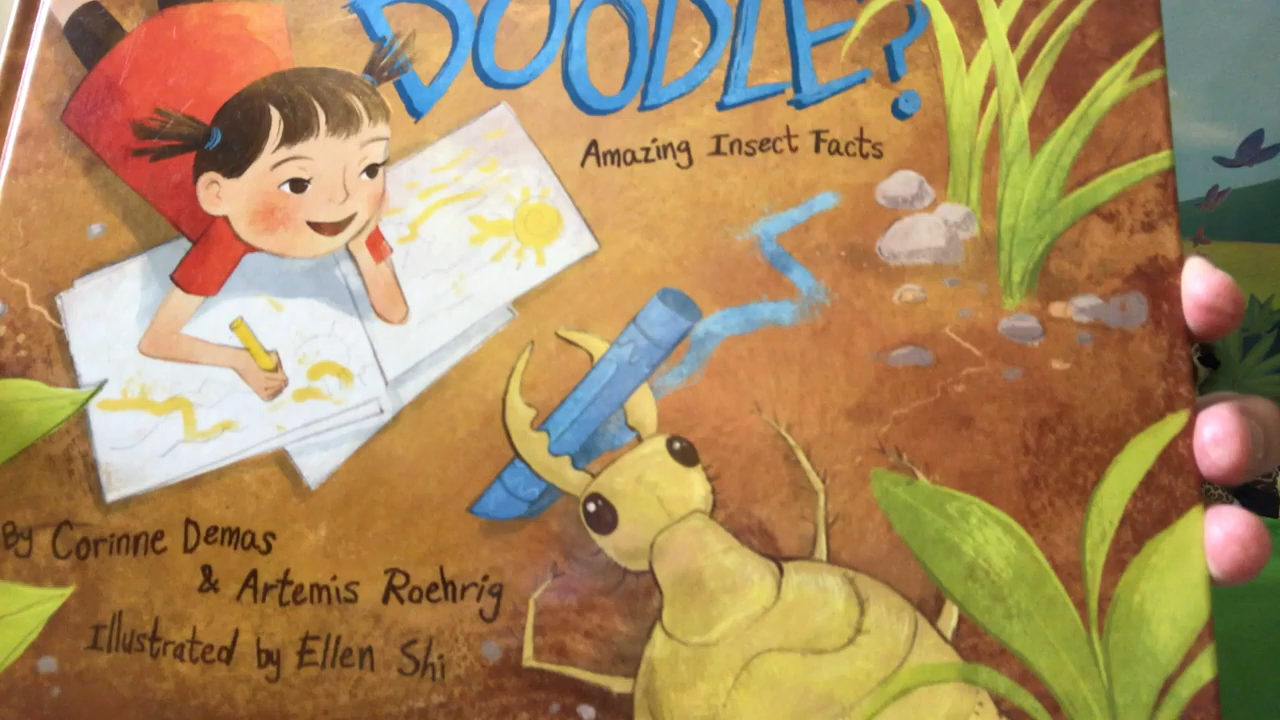 DOODLE?
Amazing Insect Facts
By Corinne Demas
& Artemis Roehrig
Illustrated by Ellen Shi